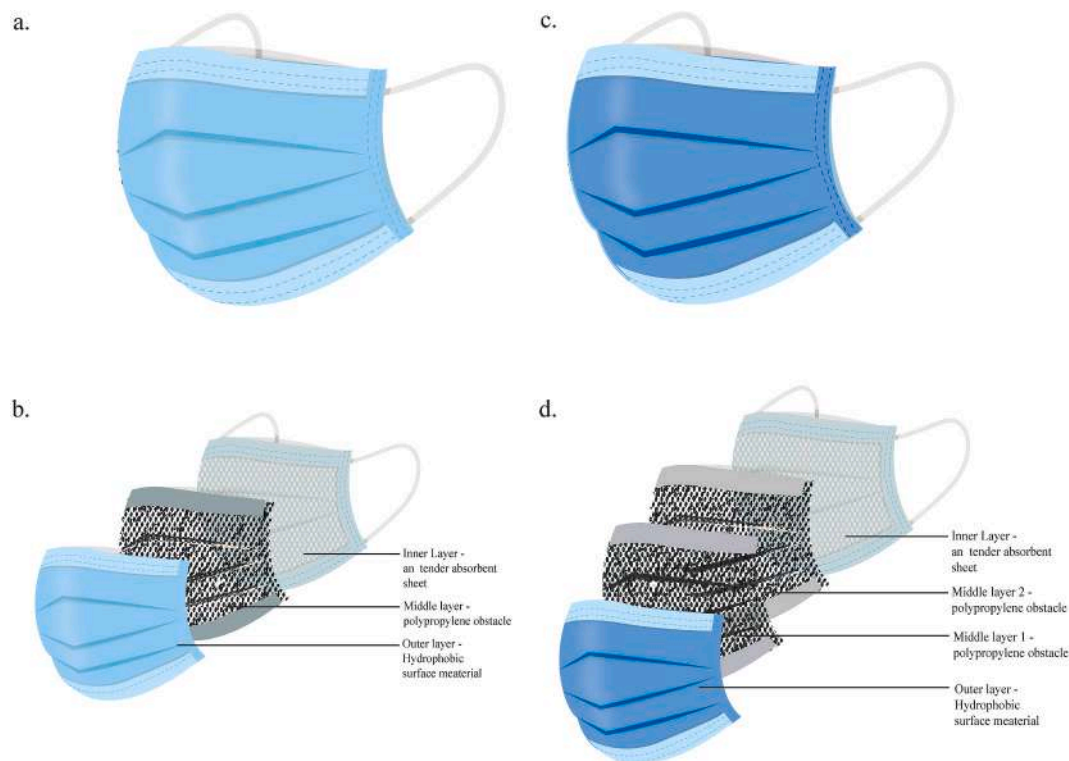 a.
c.
b.
Inner Layer -
an tender absorbent
sheet
Middle layer -
polypropylene obstacle
Outer layer -
Hydrophobic
surface meaterial
d.
Inner Layer -
an tender absorbent
sheet
Middle layer 2 -
polypropylene obstacle
Middle layer 1 -
polypropylene obstacle
Outer layer -
Hydrophobic
surface meaterial